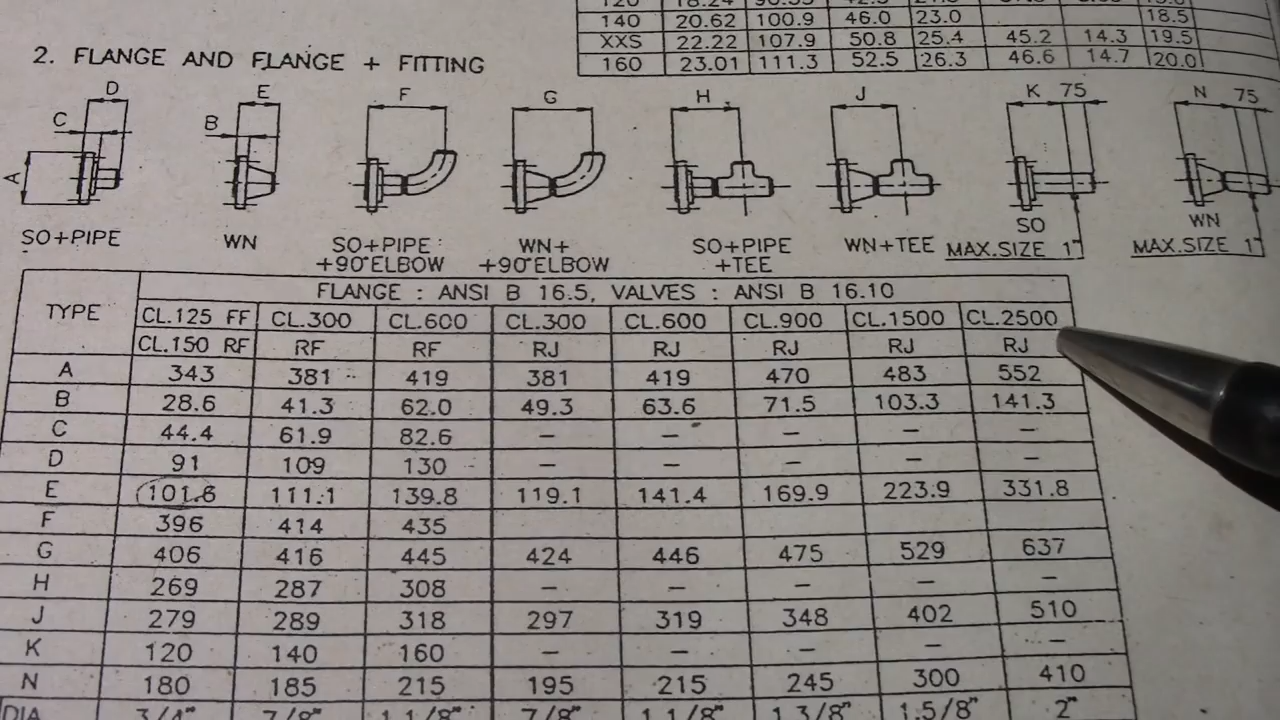 140 20.62 100.9 46.0 23.0 18.5
XXS 22.22 107.9 50.8 25.4 45.2 14.3 19.5
160 23.01 111.3 52.5 26.3 46.6 14.7 20.0
2. FLANGE AND FLANGE + FITTING
D E F G H J K 75 N 75
C B
A
SO+PIPE WN SO+PIPE WN+ SO+PIPE WN+TEE SO WN
+90°ELBOW +90°ELBOW +TEE MAX.SIZE 1" MAX.SIZE 1"
FLANGE : ANSI B 16.5, VALVES : ANSI B 16.10
TYPE CL.125 FF CL.300 CL.600 CL.300 CL.600 CL.900 CL.1500 CL.2500
CL.150 RF RF RF RJ RJ RJ RJ RJ
A 343 381 419 381 419 470 483 552
B 28.6 41.3 62.0 49.3 63.6 71.5 103.3 141.3
C 44.4 61.9 82.6 – – – – –
D 91 109 130 – – – – –
E 101.6 111.1 139.8 119.1 141.4 169.9 223.9 331.8
F 396 414 435
G 406 416 445 424 446 475 529 637
H 269 287 308 – – – – –
J 279 289 318 297 319 348 402 510
K 120 140 160 – – – – –
N 180 185 215 195 215 245 300 410
DIA 3/4" 7/8" 1.1/8" 7/8" 1.1/8" 1.3/8" 1.5/8" 2"